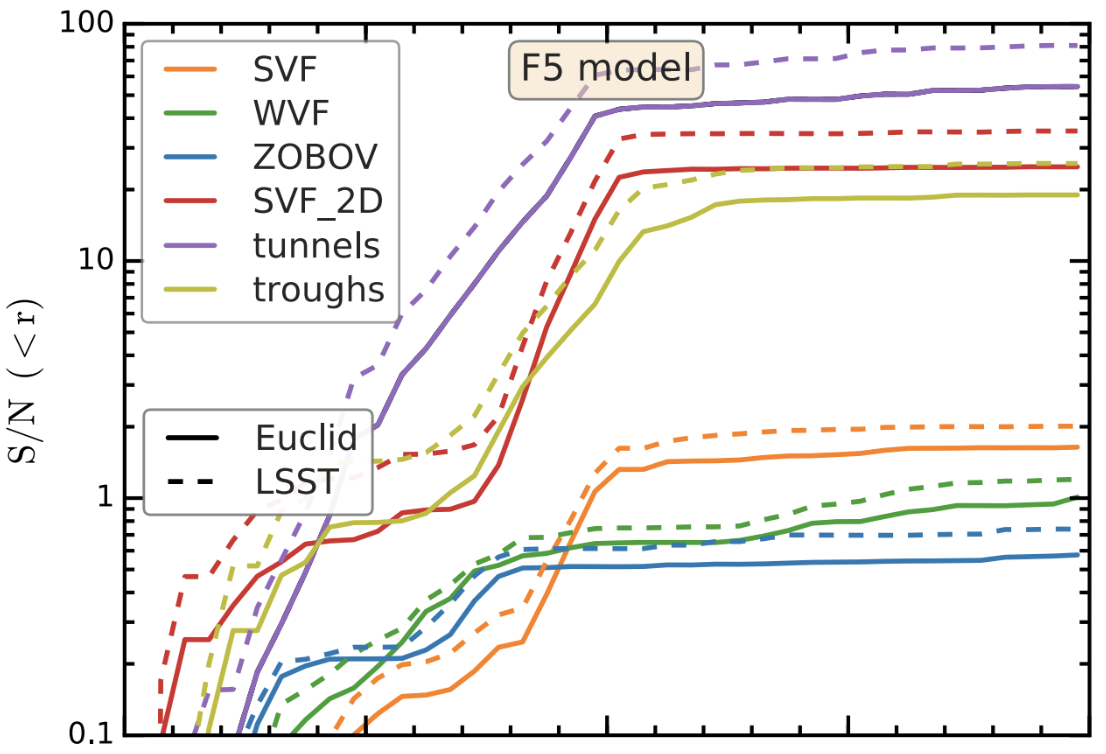 100
F5 model
SVF
WVF
ZOBOV
SVF_2D
tunnels
troughs
10
S/N (<r)
Euclid
LSST
1
0.1